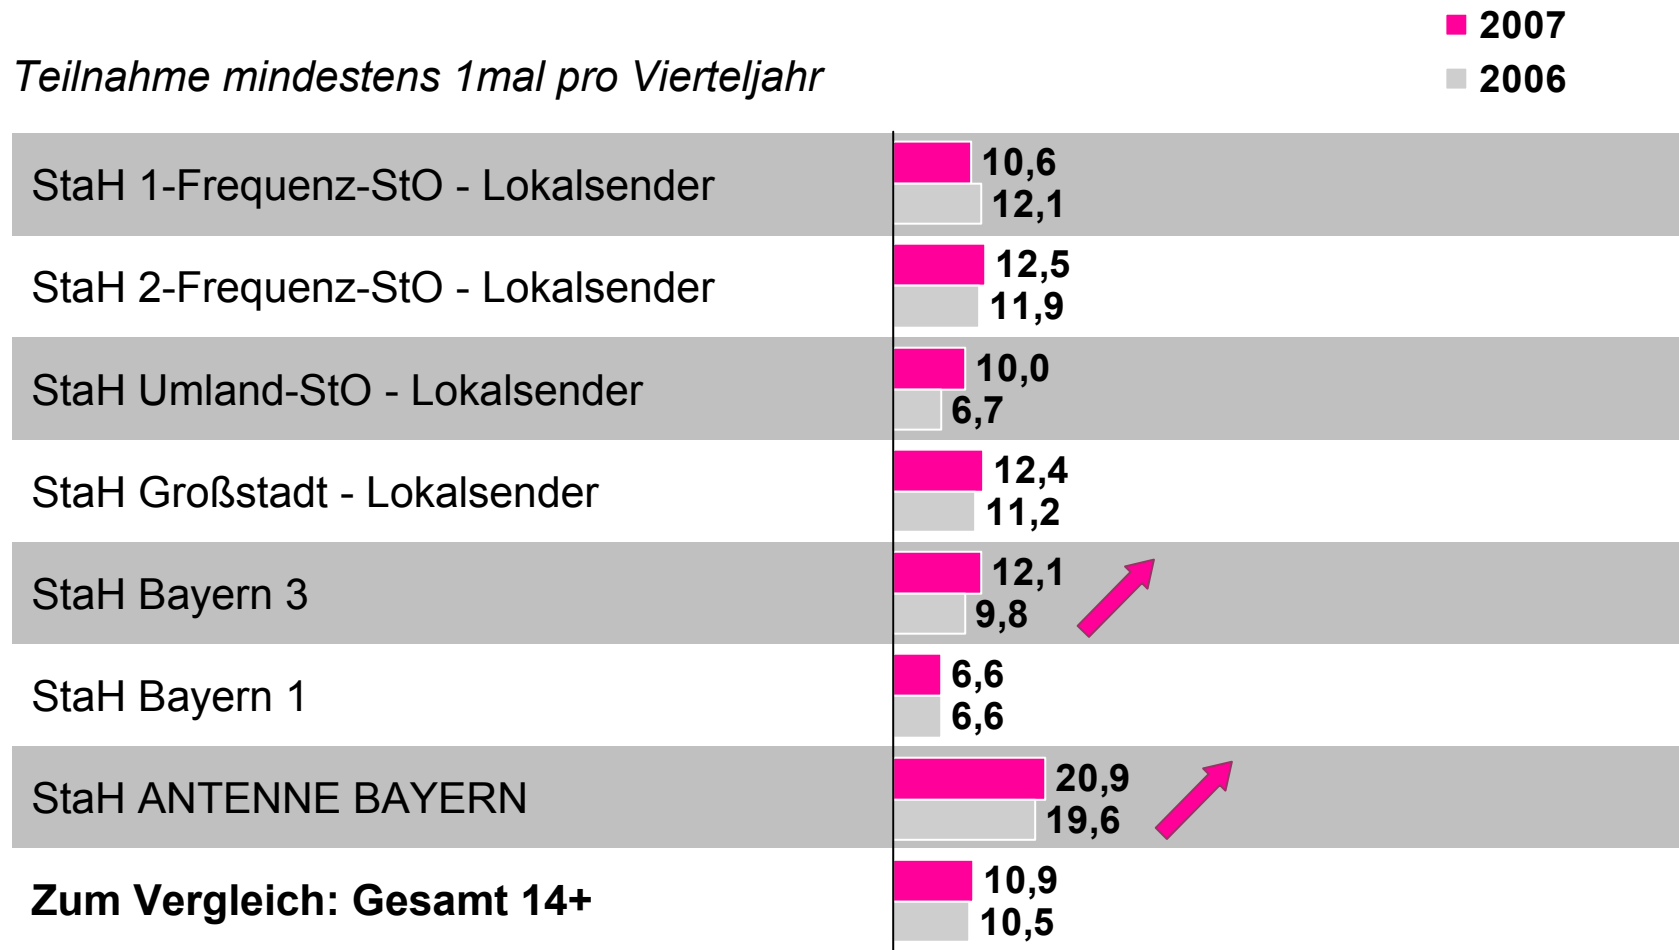 2007
Teilnahme mindestens 1mal pro Vierteljahr
2006
StaH 1-Frequenz-StO - Lokalsender
10,6
12,1
StaH 2-Frequenz-StO - Lokalsender
12,5
11,9
StaH Umland-StO - Lokalsender
10,0
6,7
StaH Großstadt - Lokalsender
12,4
11,2
StaH Bayern 3
12,1
9,8
StaH Bayern 1
6,6
6,6
StaH ANTENNE BAYERN
20,9
19,6
Zum Vergleich: Gesamt 14+
10,9
10,5